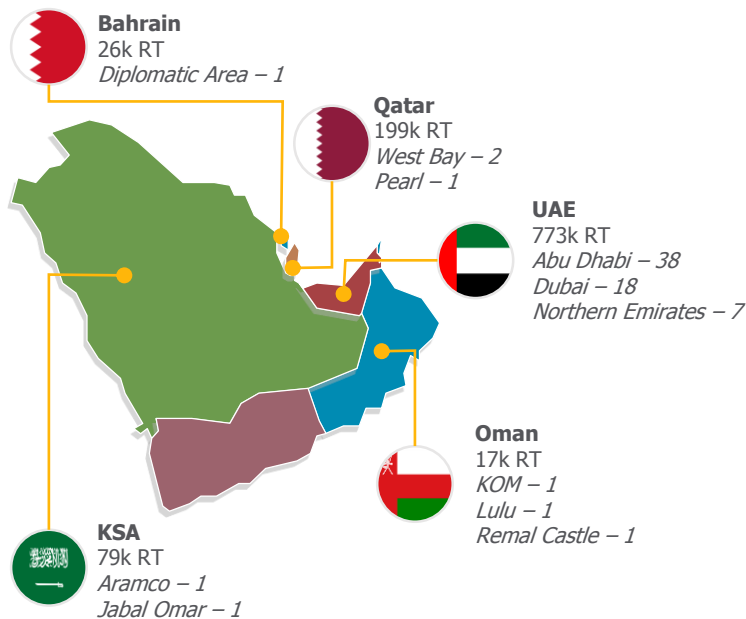 Bahrain
26k RT
Diplomatic Area – 1
Qatar
199k RT
West Bay – 2
Pearl – 1
UAE
773k RT
Abu Dhabi – 38
Dubai – 18
Northern Emirates – 7
Oman
17k RT
KOM – 1
Lulu – 1
Remal Castle – 1
KSA
79k RT
Aramco – 1
Jabal Omar – 1